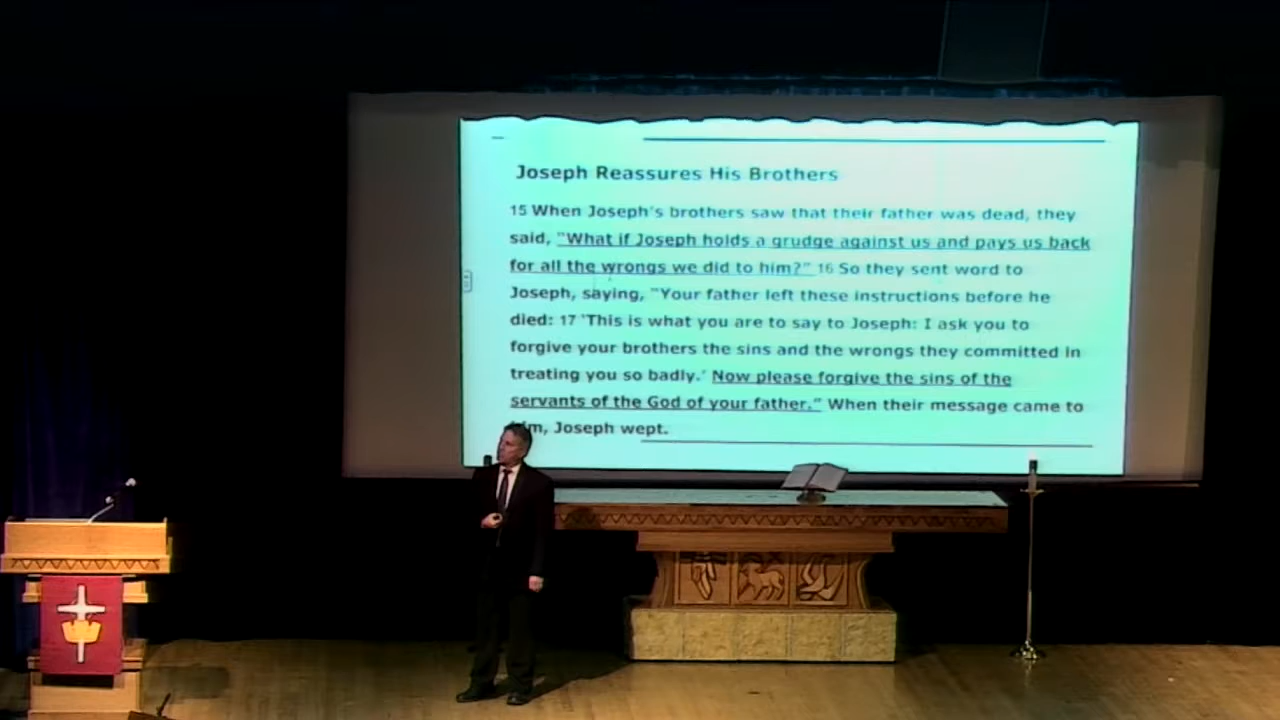 Joseph Reassures His Brothers
15 When Joseph's brothers saw that their father was dead, they
said, "What if Joseph holds a grudge against us and pays us back
for all the wrongs we did to him?" 16 So they sent word to
Joseph, saying, "Your father left these instructions before he
died: 17 'This is what you are to say to Joseph: I ask you to
forgive your brothers the sins and the wrongs they committed in
treating you so badly.' Now please forgive the sins of the
servants of the God of your father." When their message came to
him, Joseph wept.